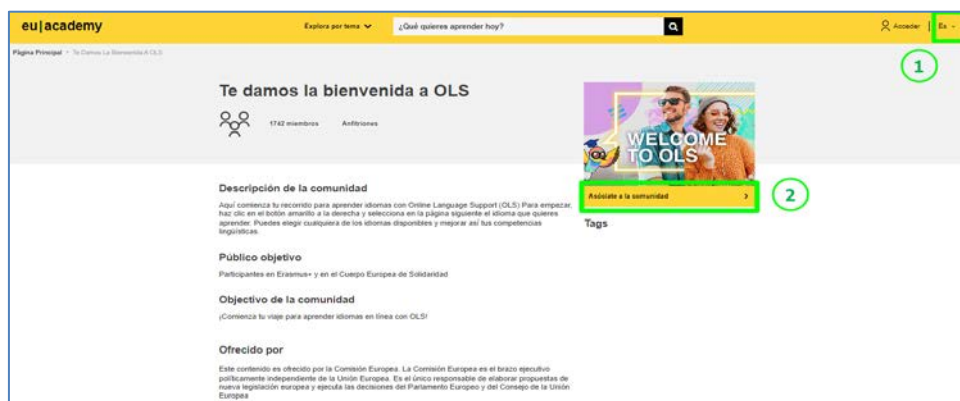 eu|academy
Explora por tema
¿Qué quieres aprender hoy?
Acceder
Es
Página Principal
Te Damos La Bienvenida A OLS
1
Te damos la bienvenida a OLS
1742 miembros
Anfitriones
WELCOME
TO OLS
Asóciate a la comunidad
2
Tags
Descripción de la comunidad
Aquí comienza tu recorrido para aprender idiomas con Online Language Support (OLS) Para empezar,
haz clic en el botón amarillo a la derecha y selecciona en la página siguiente el idioma que quieres
aprender. Puedes elegir cualquiera de los idiomas disponibles y mejorar así tus competencias
lingüísticas.
Público objetivo
Participantes en Erasmus+ y en el Cuerpo Europea de Solidaridad
Objectivo de la comunidad
¡Comienza tu viaje para aprender idiomas en línea con OLS!
Ofrecido por
Este contenido es ofrecido por la Comisión Europea. La Comisión Europea es el brazo ejecutivo
políticamente independiente de la Unión Europea. Es el único responsable de elaborar propuestas de
nueva legislación europea y ejecuta las decisiones del Parlamento Europeo y del Consejo de la Unión
Europea